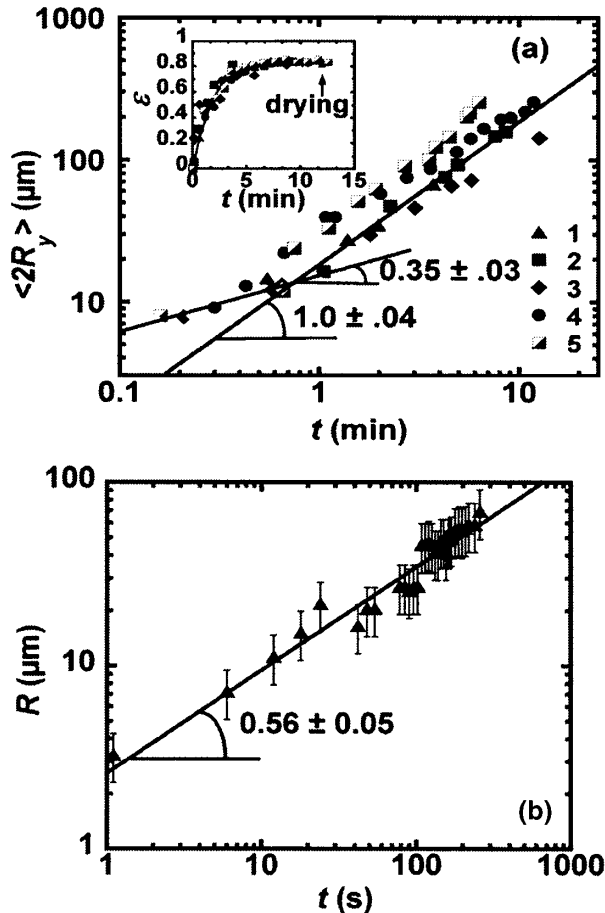 1000
(a)
1
0.8
0.6
0.4
0.2
0
ε
drying
0 5 10 15
t (min)
100
10
<2R_y> (μm)
0.35 ± .03
1.0 ± .04
1
2
3
4
5
0.1 1 10
t (min)
100
10
1
R (μm)
0.56 ± 0.05
(b)
1 10 100 1000
t (s)